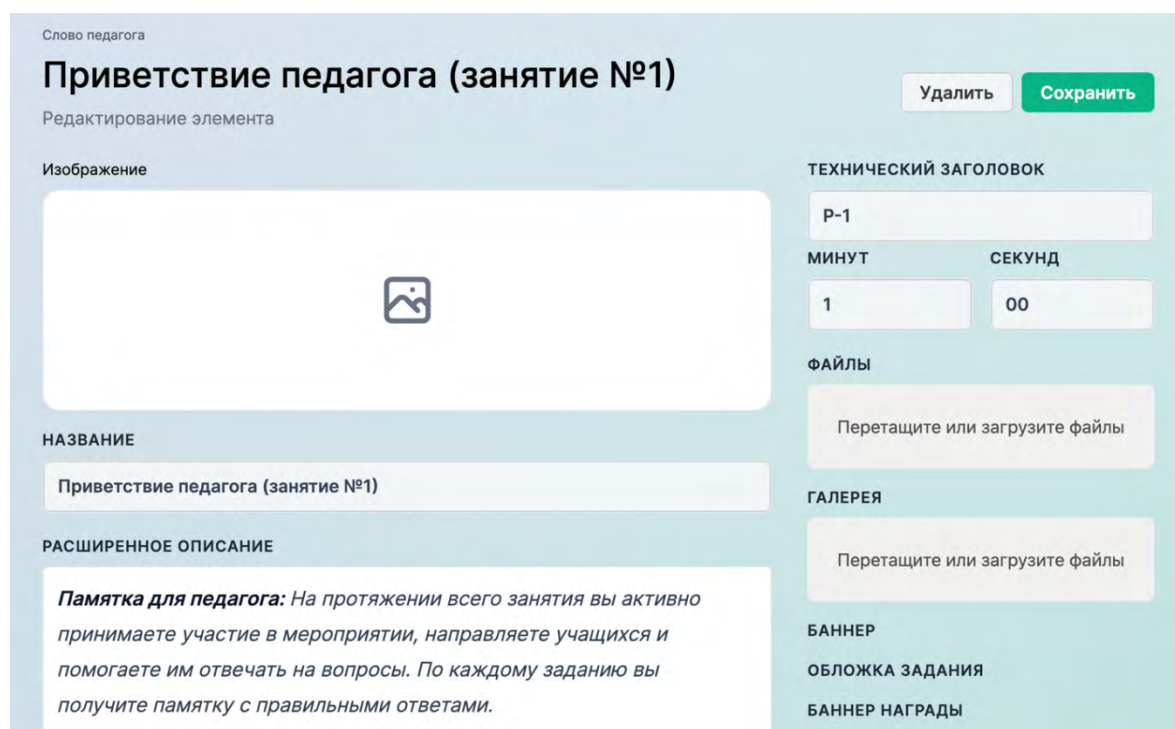 Слово педагога
Приветствие педагога (занятие №1)
Редактирование элемента
Удалить
Сохранить
Изображение
НАЗВАНИЕ
Приветствие педагога (занятие №1)
РАСШИРЕННОЕ ОПИСАНИЕ
Памятка для педагога: На протяжении всего занятия вы активно
принимаете участие в мероприятии, направляете учащихся и
помогаете им отвечать на вопросы. По каждому заданию вы
получите памятку с правильными ответами.
ТЕХНИЧЕСКИЙ ЗАГОЛОВОК
P-1
МИНУТ
СЕКУНД
1
00
ФАЙЛЫ
Перетащите или загрузите файлы
ГАЛЕРЕЯ
Перетащите или загрузите файлы
БАННЕР
ОБЛОЖКА ЗАДАНИЯ
БАННЕР НАГРАДЫ